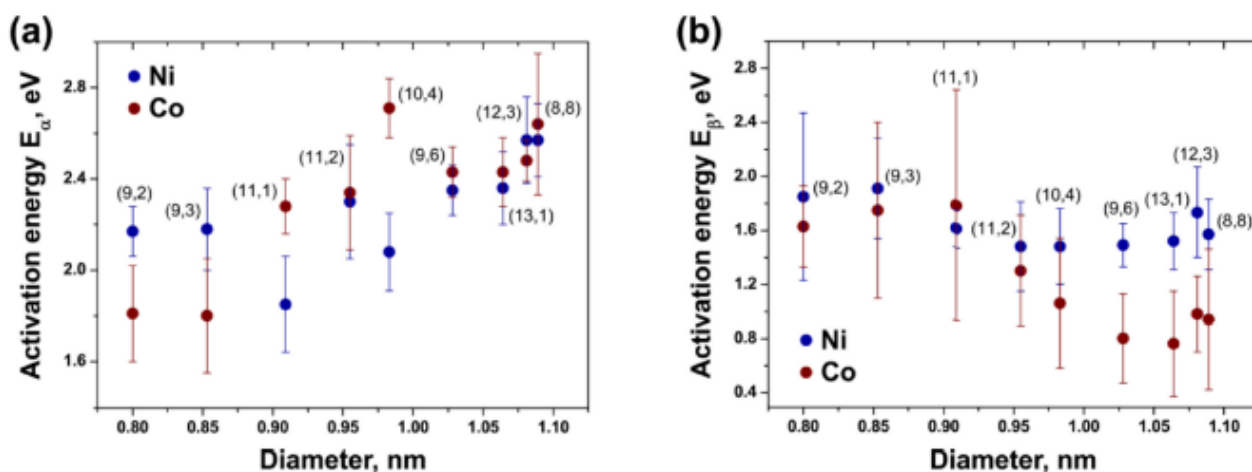 (a)
Activation energy Eα, eV
2.8
2.4
2.0
1.6
Ni
Co
(9,2)
(9,3)
(11,1)
(11,2)
(10,4)
(9,6)
(12,3)
(8,8)
(13,1)
0.80 0.85 0.90 0.95 1.00 1.05 1.10
Diameter, nm
(b)
Activation energy Eβ, eV
2.8
2.4
2.0
1.6
1.2
0.8
0.4
(11,1)
(9,2)
(9,3)
(11,2)
(10,4)
(9,6)
(13,1)
(12,3)
(8,8)
Ni
Co
0.80 0.85 0.90 0.95 1.00 1.05 1.10
Diameter, nm